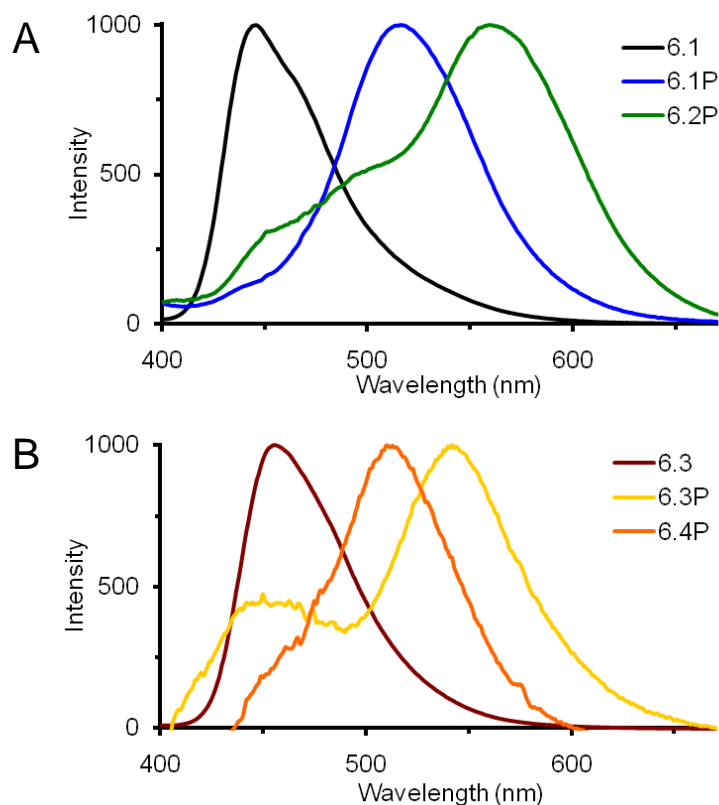 A
1000
500
0
Intensity
400
500
600
Wavelength (nm)
6.1
6.1P
6.2P
B
1000
500
0
Intensity
400
500
600
Wavelength (nm)
6.3
6.3P
6.4P